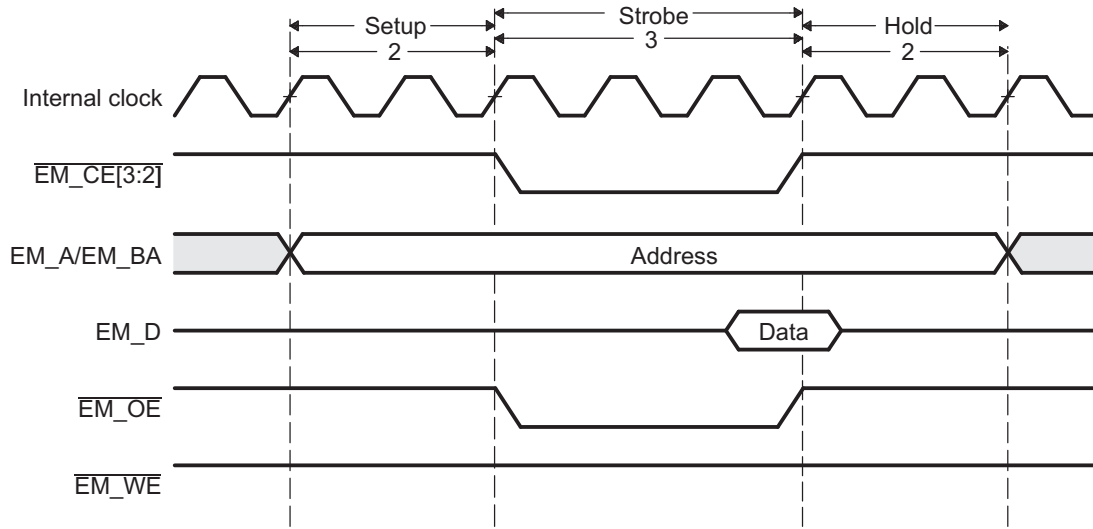 Setup
Strobe
Hold
2
3
2
Internal clock
EM_CE[3:2]
EM_A/EM_BA
Address
EM_D
Data
EM_OE
EM_WE